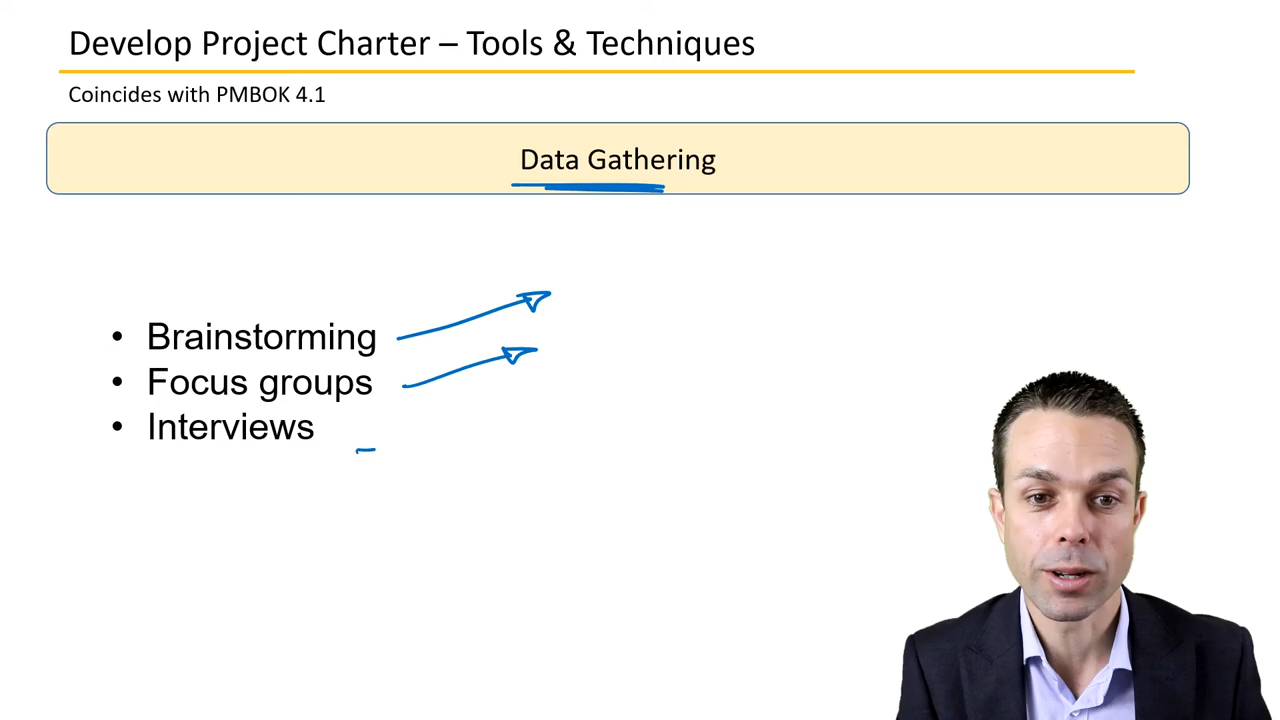 Develop Project Charter – Tools & Techniques
Coincides with PMBOK 4.1
Data Gathering
• Brainstorming
• Focus groups
• Interviews